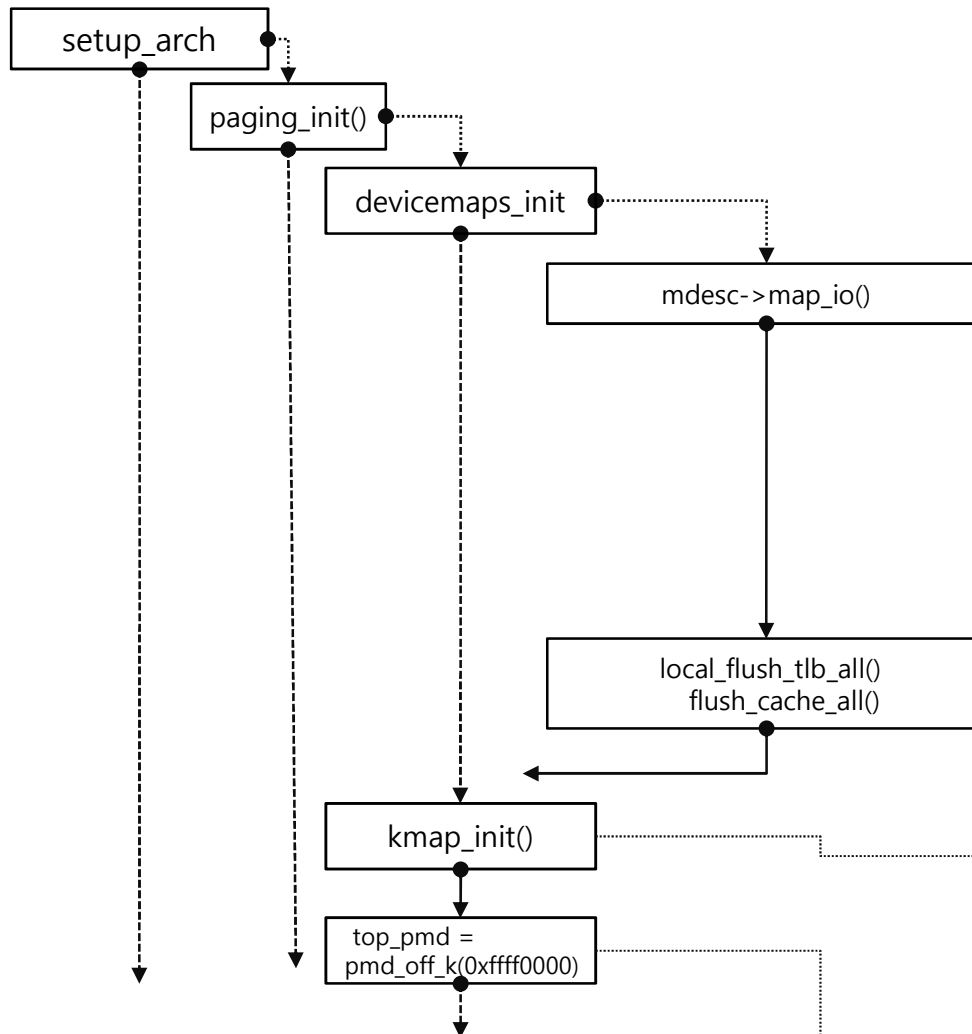 setup_arch
paging_init()
devicemaps_init
mdesc->map_io()
local_flush_tlb_all()
flush_cache_all()
kmap_init()
top_pmd =
pmd_off_k(0xffff0000)